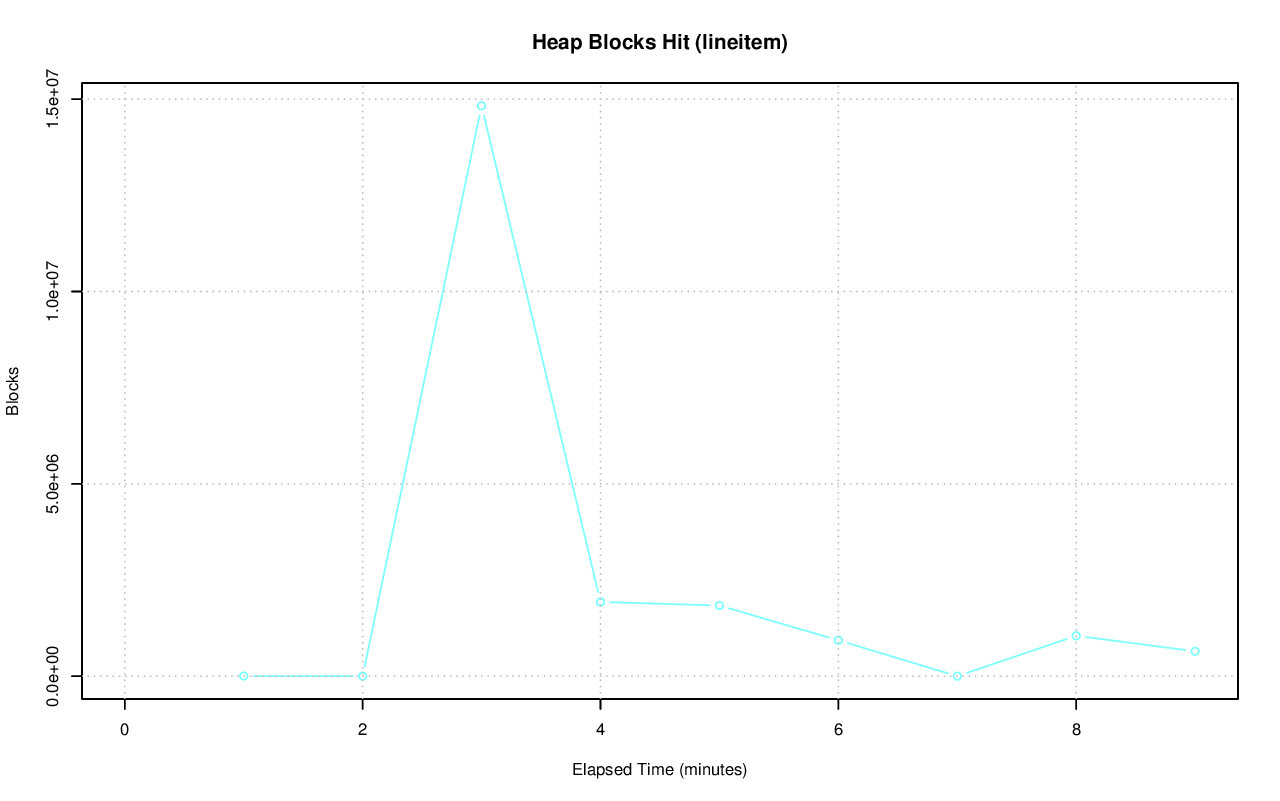 Heap Blocks Hit (lineitem)
1.5e+07
1.0e+07
5.0e+06
0.0e+00
Blocks
0 2 4 6 8
Elapsed Time (minutes)